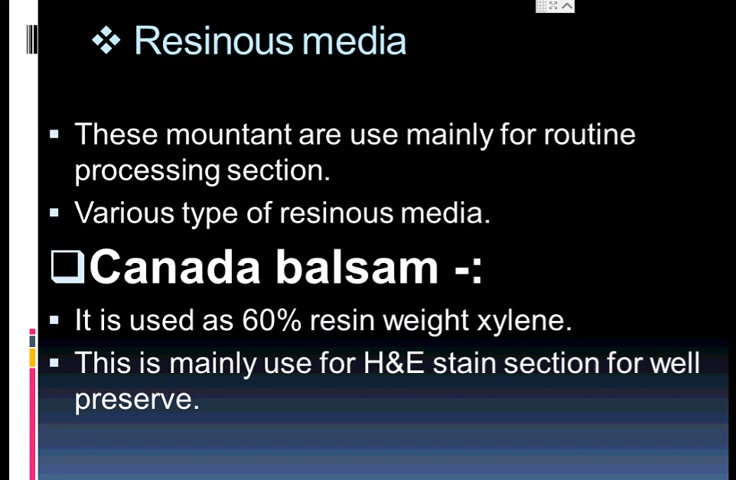 ❖ Resinous media
▪ These mountant are use mainly for routine
processing section.
▪ Various type of resinous media.
❑Canada balsam -:
▪ It is used as 60% resin weight xylene.
▪ This is mainly use for H&E stain section for well
preserve.